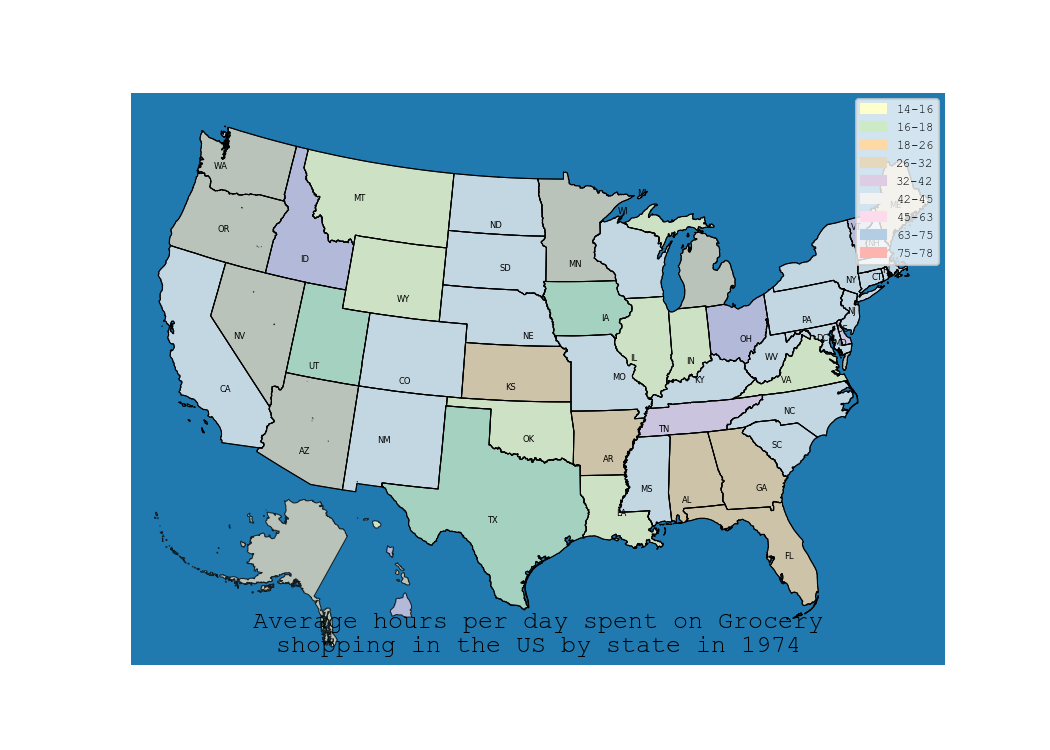 14-16
16-18
18-26
26-32
32-42
42-45
45-63
63-75
75-78
WA
MT
ME
MI
WI
ND
OR
VT
NH
ID
SD
MN
NY
CT
WY
NJ
IA
PA
NV
NE
OH
DC
MD
UT
IL
IN
WV
CO
MO
KY
VA
CA
KS
NC
TN
NM
OK
SC
AZ
AR
MS
GA
AL
TX
LA
FL
Average hours per day spent on Grocery
shopping in the US by state in 1974